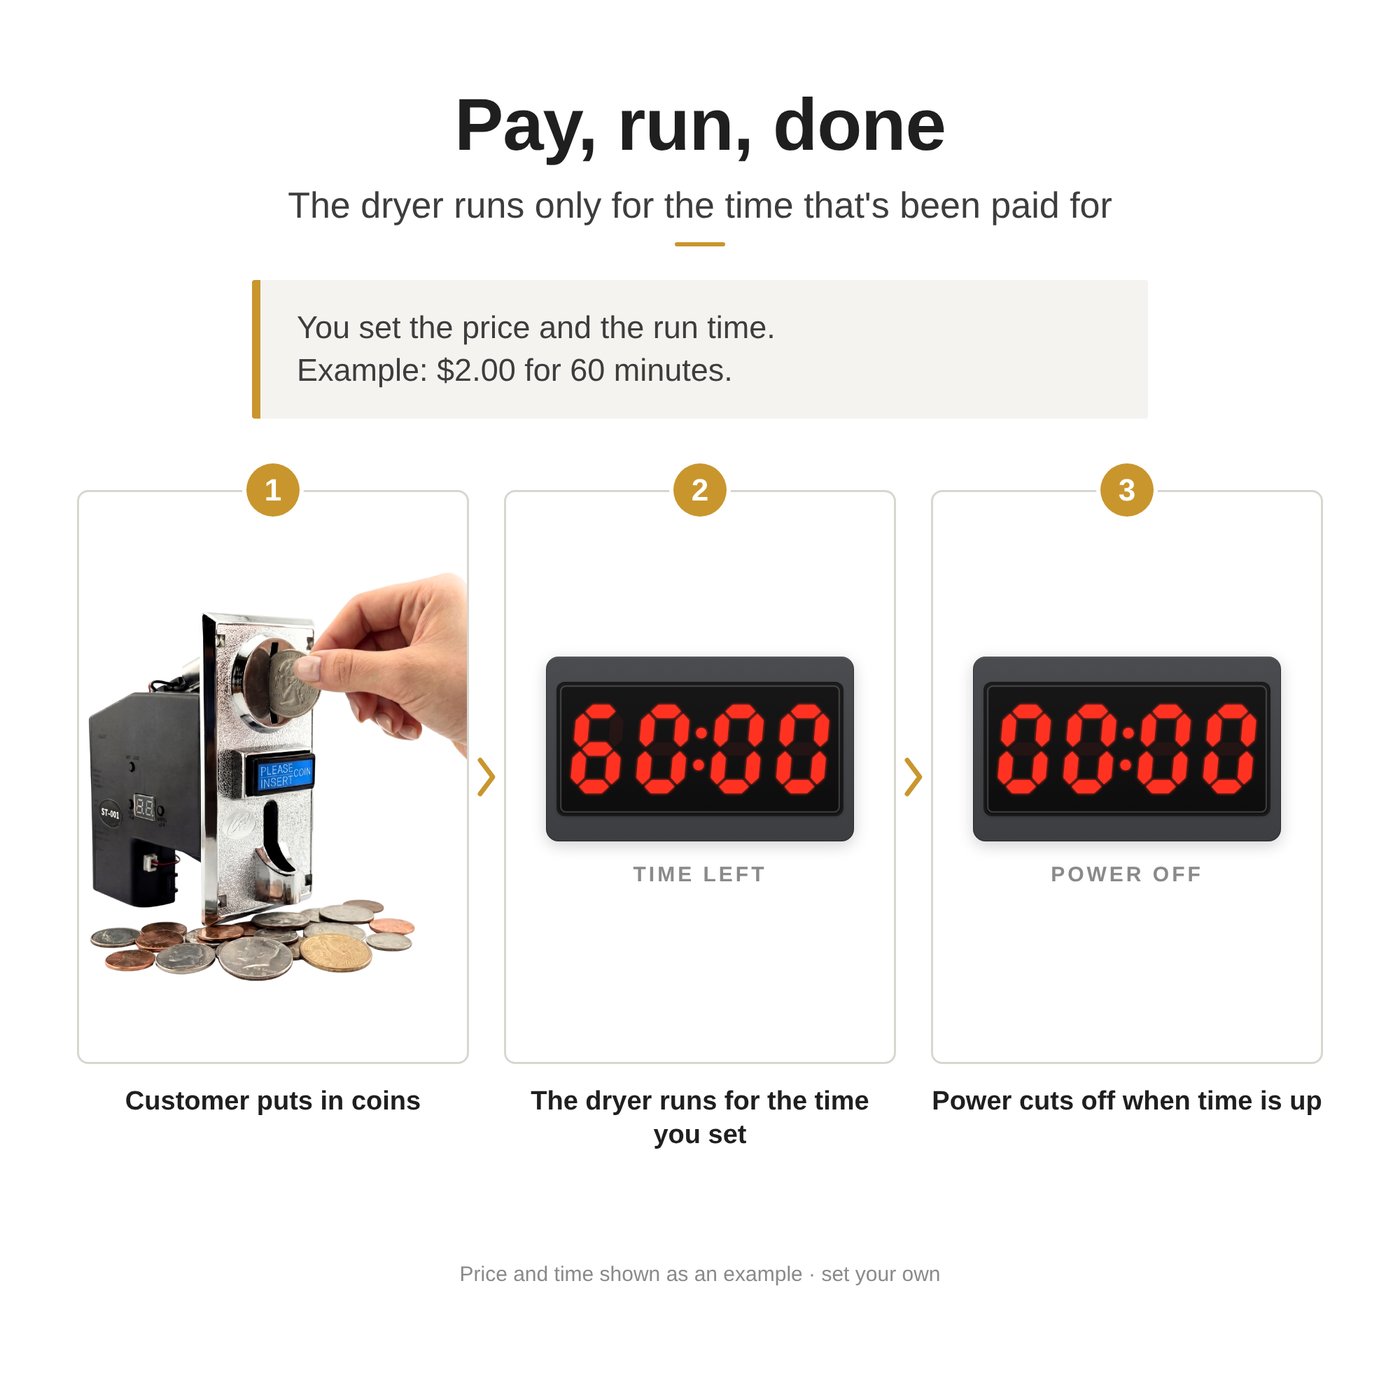 Pay, run, done
The dryer runs only for the time that's been paid for
You set the price and the run time.
Example: $2.00 for 60 minutes.
1
2
3
PLEASE COIN
INSERT
ST-001
88
60:00
00:00
TIME LEFT
POWER OFF
Customer puts in coins
The dryer runs for the time
you set
Power cuts off when time is up
Price and time shown as an example · set your own